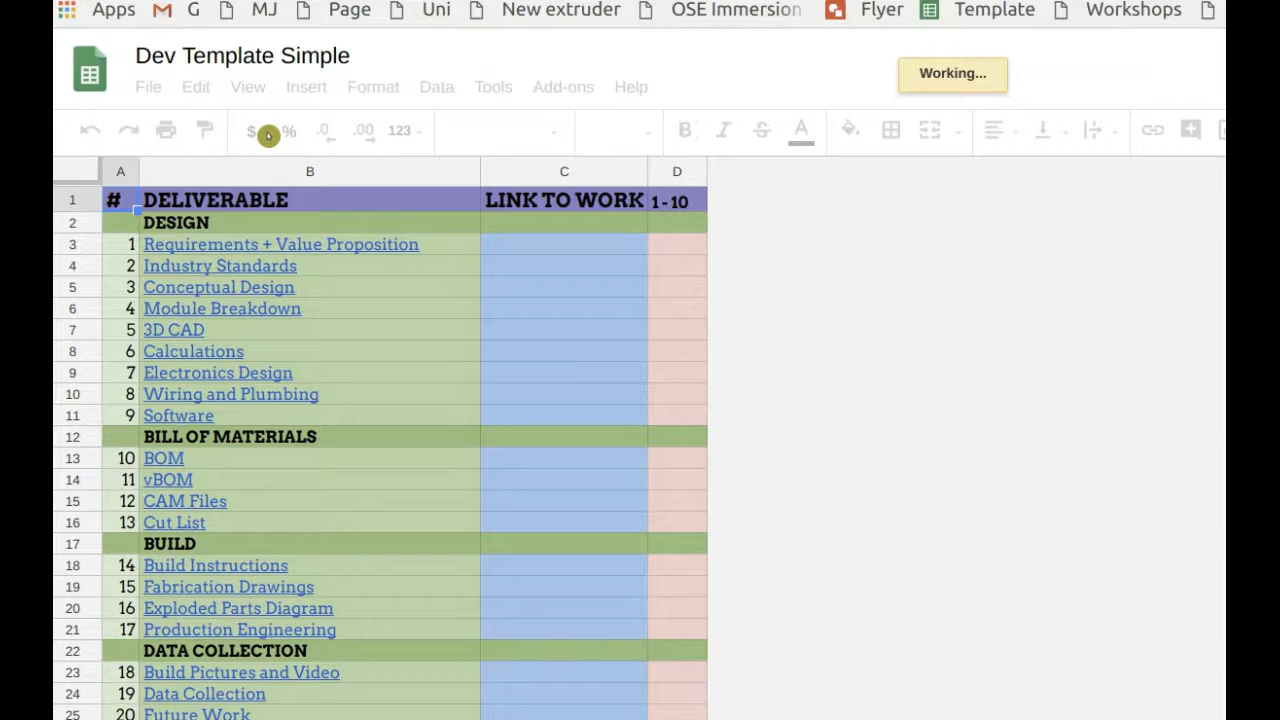 Apps G MJ Page Uni New extruder OSE Immersion Flyer Template Workshops
Dev Template Simple
Working...
File Edit View Insert Format Data Tools Add-ons Help
$ % .0 .00 123 B I S A
A B C D
1 # DELIVERABLE LINK TO WORK 1 - 10
2 DESIGN
3 1 Requirements + Value Proposition
4 2 Industry Standards
5 3 Conceptual Design
6 4 Module Breakdown
7 5 3D CAD
8 6 Calculations
9 7 Electronics Design
10 8 Wiring and Plumbing
11 9 Software
12 BILL OF MATERIALS
13 10 BOM
14 11 vBOM
15 12 CAM Files
16 13 Cut List
17 BUILD
18 14 Build Instructions
19 15 Fabrication Drawings
20 16 Exploded Parts Diagram
21 17 Production Engineering
22 DATA COLLECTION
23 18 Build Pictures and Video
24 19 Data Collection
25 20 Future Work